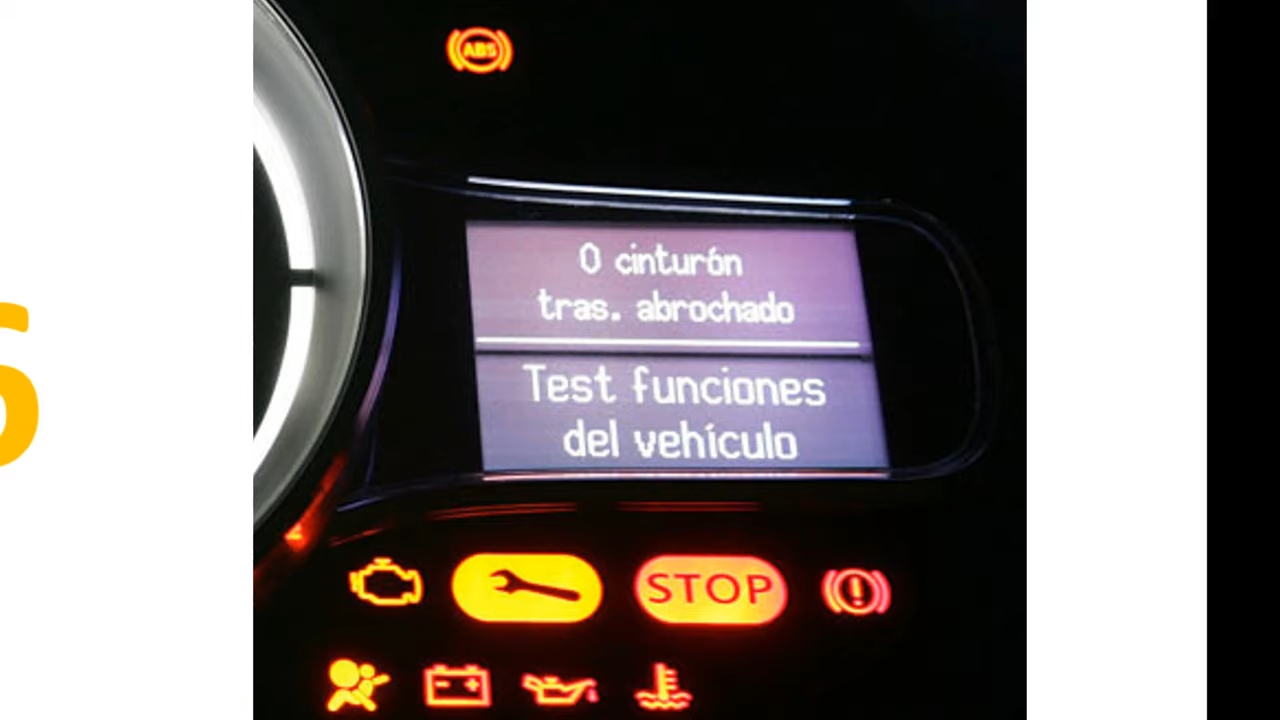 ABS
0 cinturón
tras. abrochado
Test funciones
del vehículo
STOP